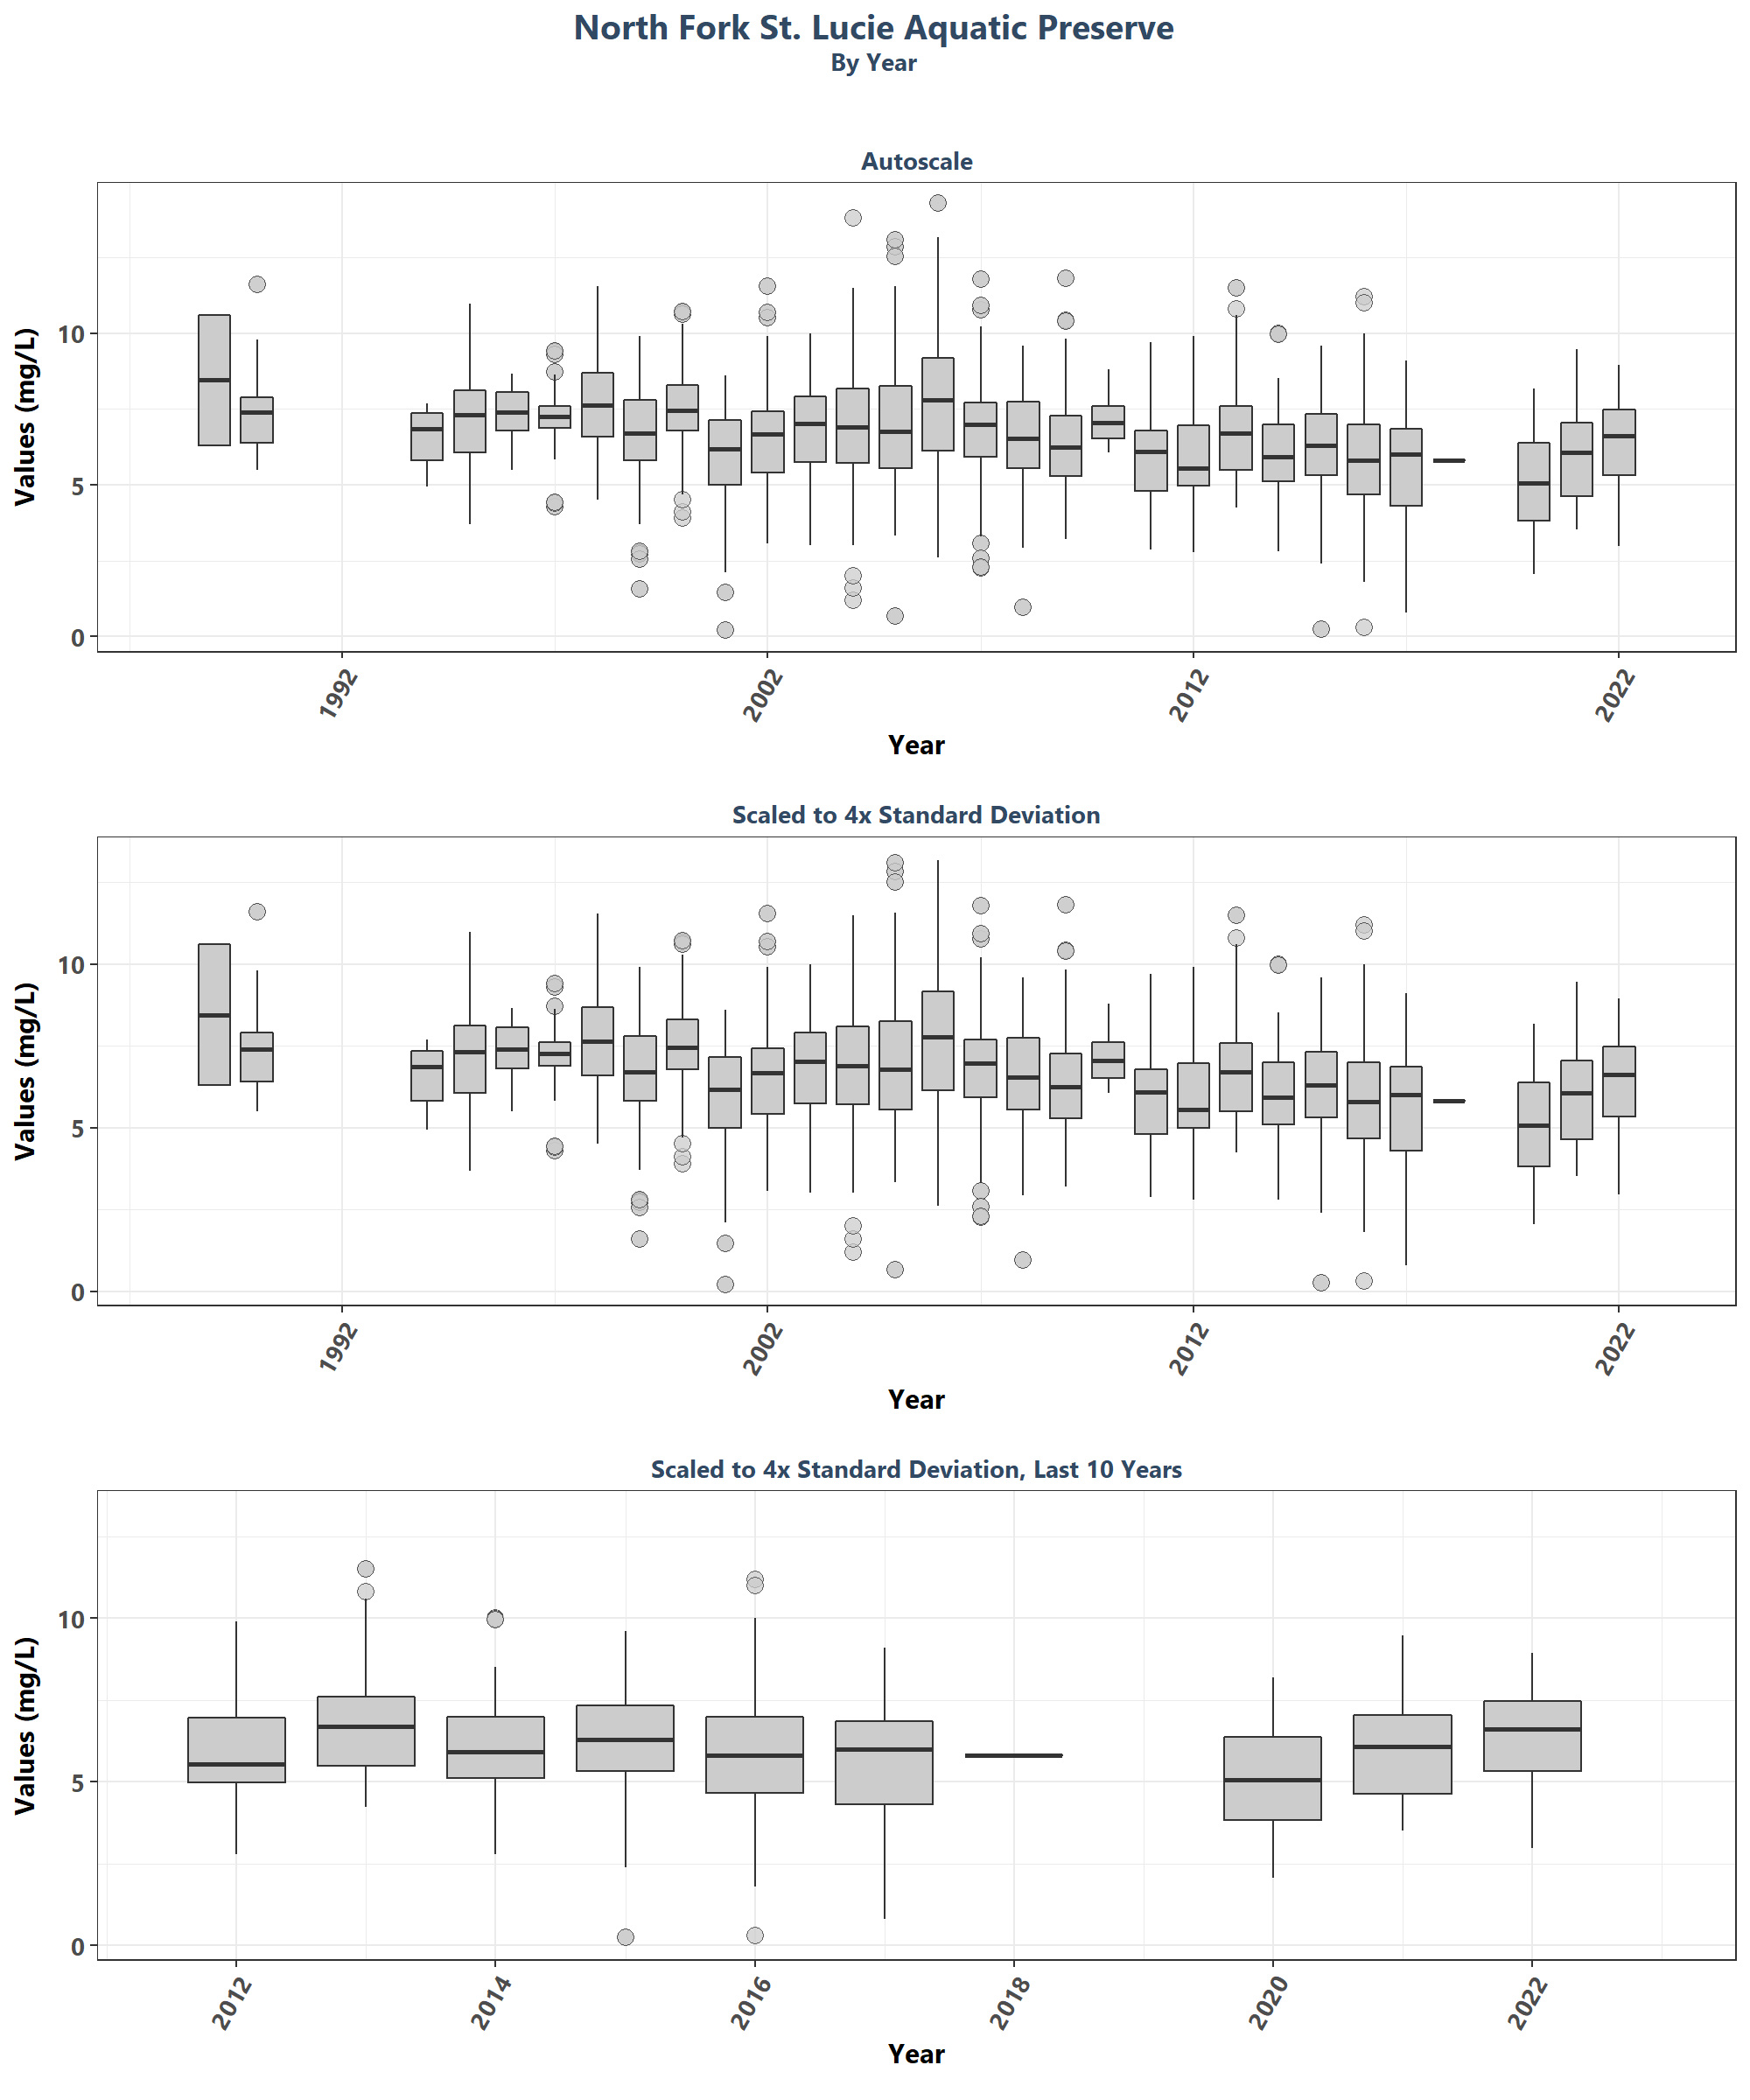 North Fork St. Lucie Aquatic Preserve
By Year
Autoscale
Values (mg/L)
10
5
0
1992
2002
2012
2022
Year
Scaled to 4x Standard Deviation
Values (mg/L)
10
5
0
1992
2002
2012
2022
Year
Scaled to 4x Standard Deviation, Last 10 Years
Values (mg/L)
10
5
0
2012
2014
2016
2018
2020
2022
Year